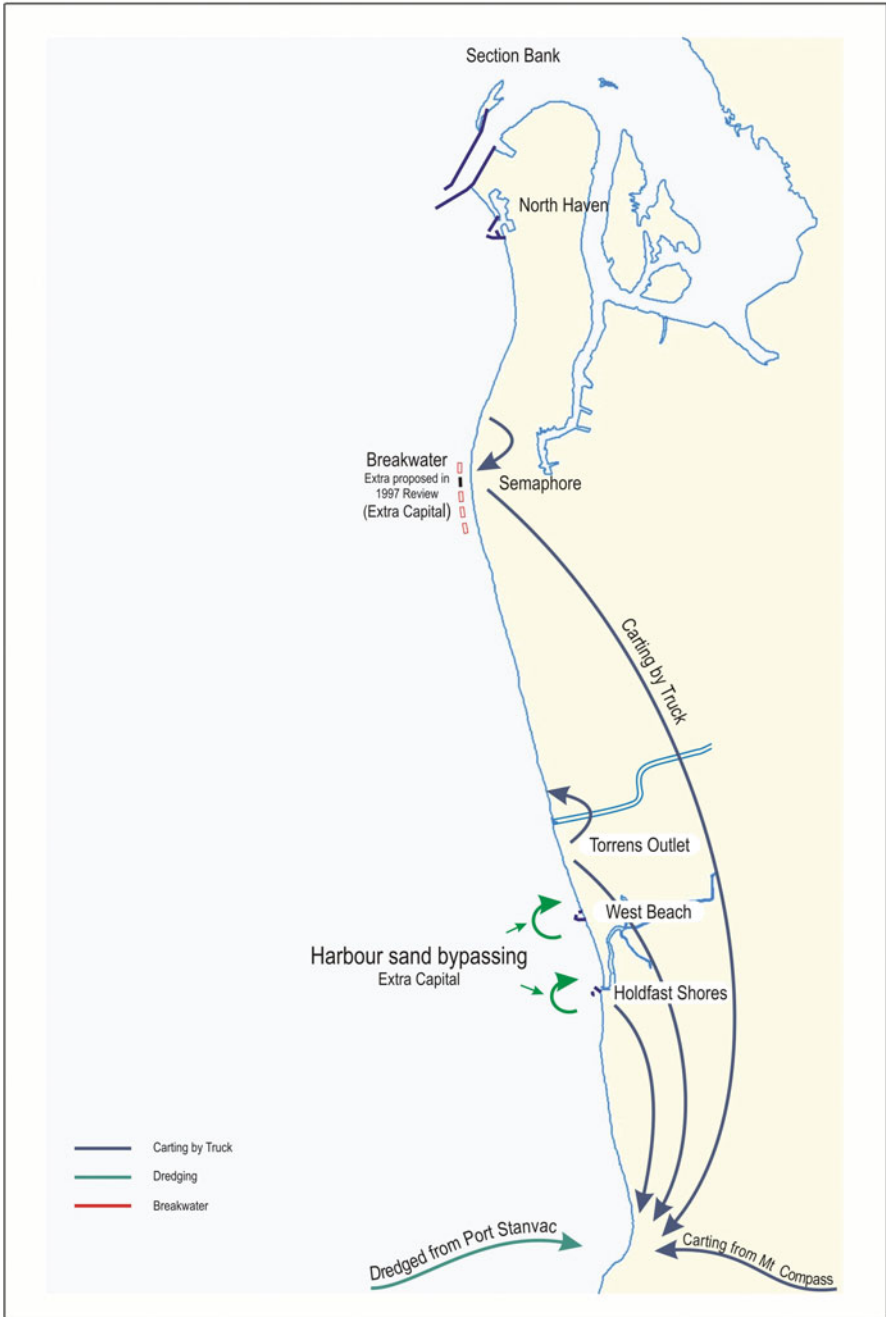 Section Bank
North Haven
Breakwater
Extra proposed in
1997 Review
(Extra Capital)
Semaphore
Carting by Truck
Torrens Outlet
West Beach
Harbour sand bypassing
Extra Capital
Holdfast Shores
Carting by Truck
Dredging
Breakwater
Dredged from Port Stanvac
Carting from Mt Compass